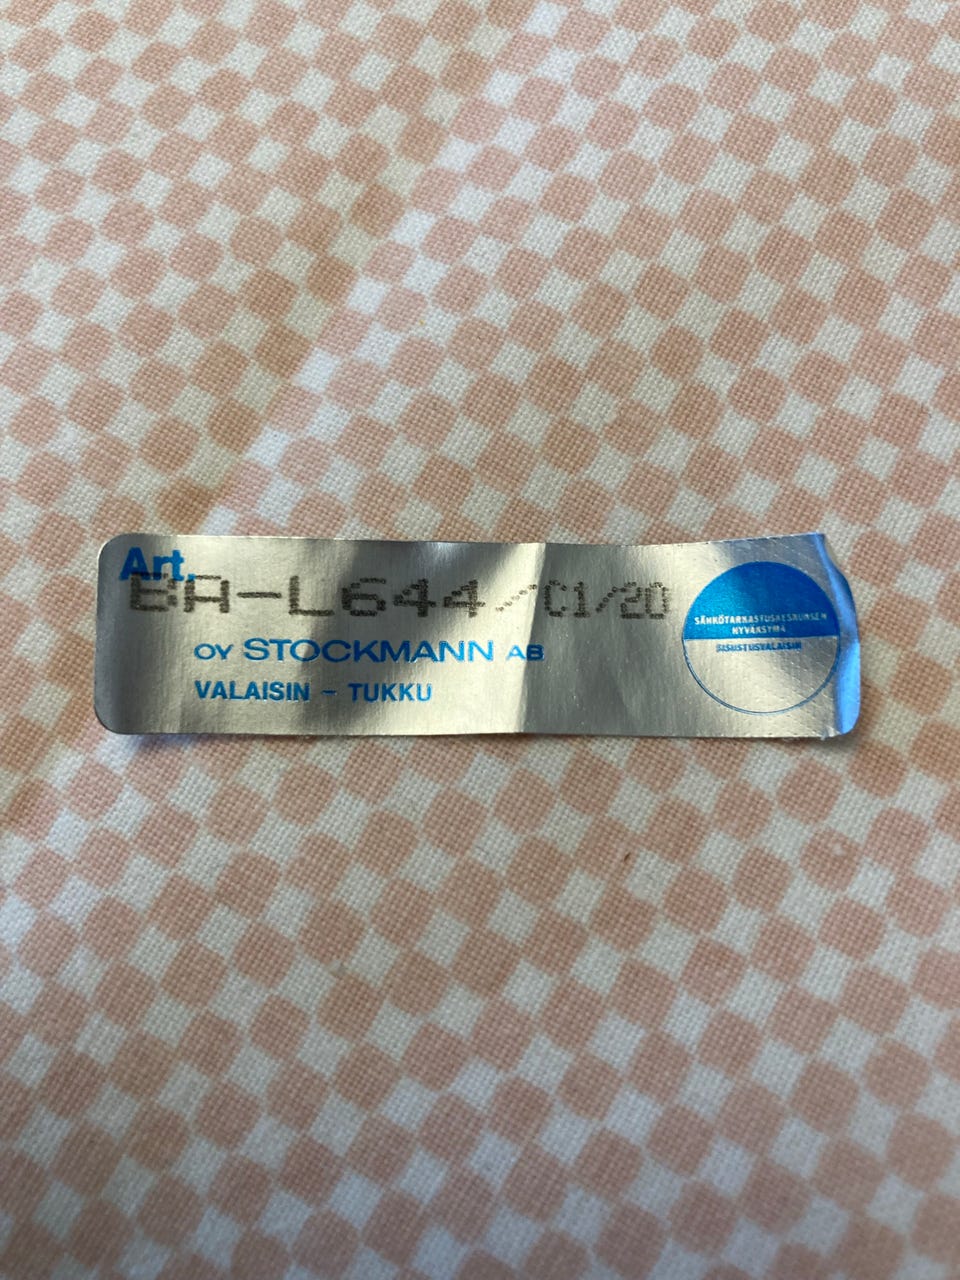 Art.
BA-L644/C1/20
OY STOCKMANN AB
VALAISIN - TUKKU
SÄHKÖTARKASTUSKESKUKSEN
HYVÄKSYMÄ
SISUSTUSVALAISIN